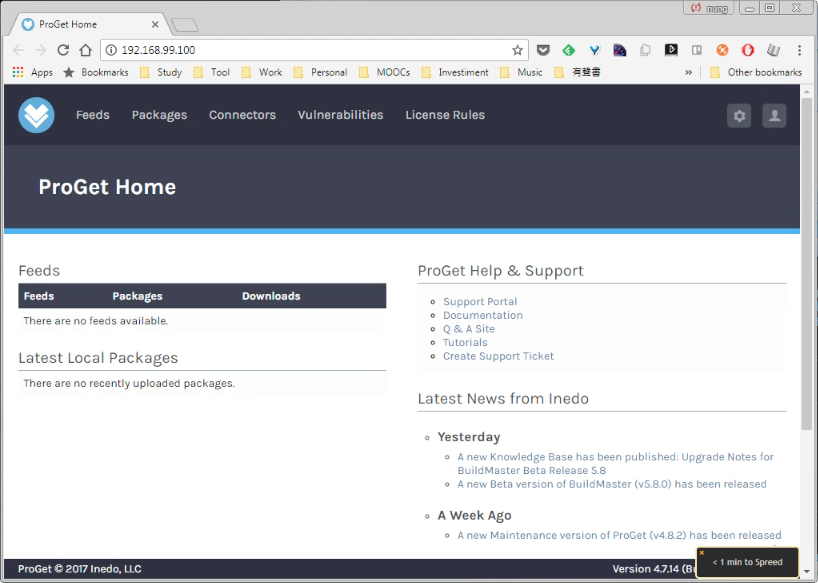 nung
ProGet Home
192.168.99.100
Apps Bookmarks Study Tool Work Personal MOOCs Investiment Music 有聲書 » Other bookmarks
Feeds Packages Connectors Vulnerabilities License Rules
ProGet Home
Feeds
Feeds Packages Downloads
There are no feeds available.
Latest Local Packages
There are no recently uploaded packages.
ProGet Help & Support
Support Portal
Documentation
Q & A Site
Tutorials
Create Support Ticket
Latest News from Inedo
Yesterday
A new Knowledge Base has been published: Upgrade Notes for
BuildMaster Beta Release 5.8
A new Beta version of BuildMaster (v5.8.0) has been released
A Week Ago
A new Maintenance version of ProGet (v4.8.2) has been released
ProGet © 2017 Inedo, LLC
Version 4.7.14 (Bu
< 1 min to Spreed